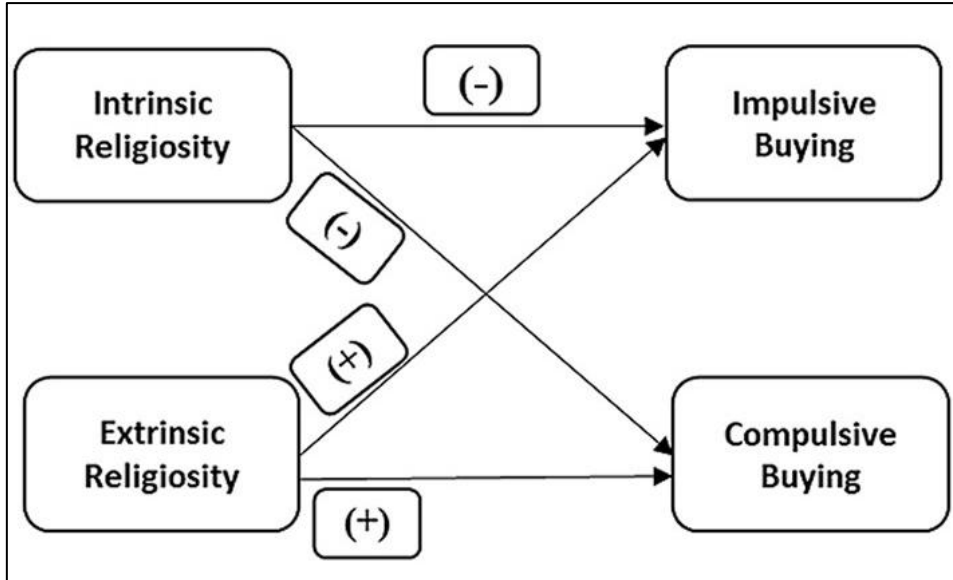 (-)
Intrinsic
Religiosity
Impulsive
Buying
(-)
(+)
Extrinsic
Religiosity
Compulsive
Buying
(+)